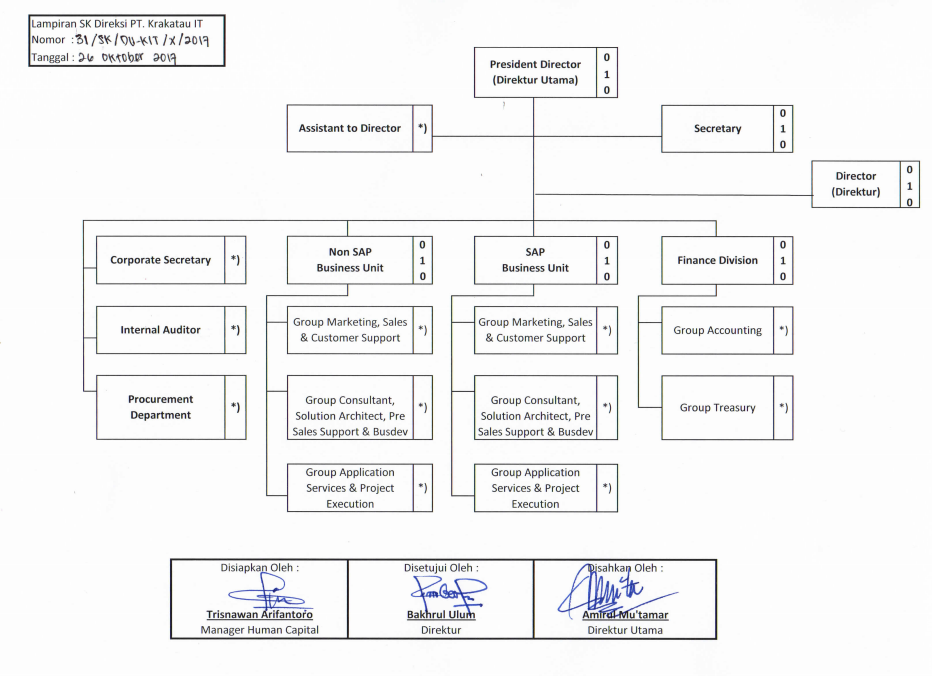 Lampiran SK Direksi PT. Krakatau IT
Nomor : 31/SK/DU-KIT/X/2017
Tanggal : 26 Oktober 2017
President Director
(Direktur Utama)
0
1
0
Assistant to Director
*)
Secretary
0
1
0
Director
(Direktur)
0
1
0
Corporate Secretary
*)
Non SAP
Business Unit
0
1
0
SAP
Business Unit
0
1
0
Finance Division
0
1
0
Internal Auditor
*)
Group Marketing, Sales
& Customer Support
*)
Group Marketing, Sales
& Customer Support
*)
Group Accounting
*)
Procurement
Department
*)
Group Consultant,
Solution Architect, Pre
Sales Support & Busdev
*)
Group Consultant,
Solution Architect, Pre
Sales Support & Busdev
*)
Group Treasury
*)
Group Application
Services & Project
Execution
*)
Group Application
Services & Project
Execution
*)
Disiapkan Oleh :
Trisnawan Arifantoro
Manager Human Capital
Disetujui Oleh :
Bakhrul Ulum
Direktur
Disahkan Oleh :
Amirul Mu'tamar
Direktur Utama